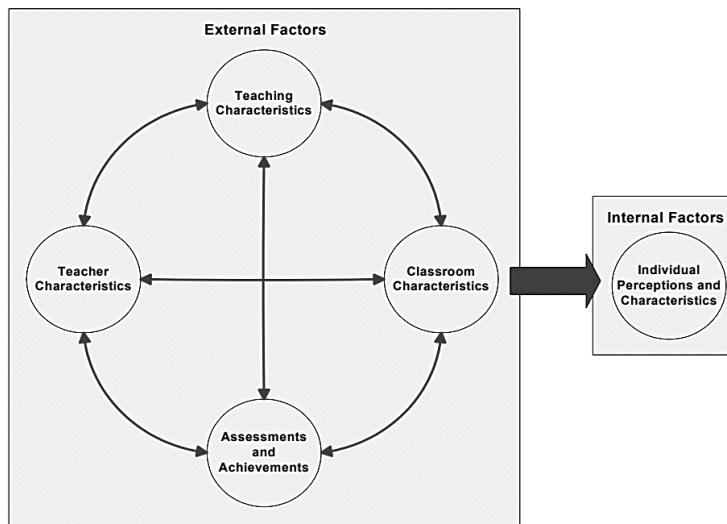 External Factors
Teaching
Characteristics
Teacher
Characteristics
Classroom
Characteristics
Assessments
and
Achievements
Internal Factors
Individual
Perceptions and
Characteristics